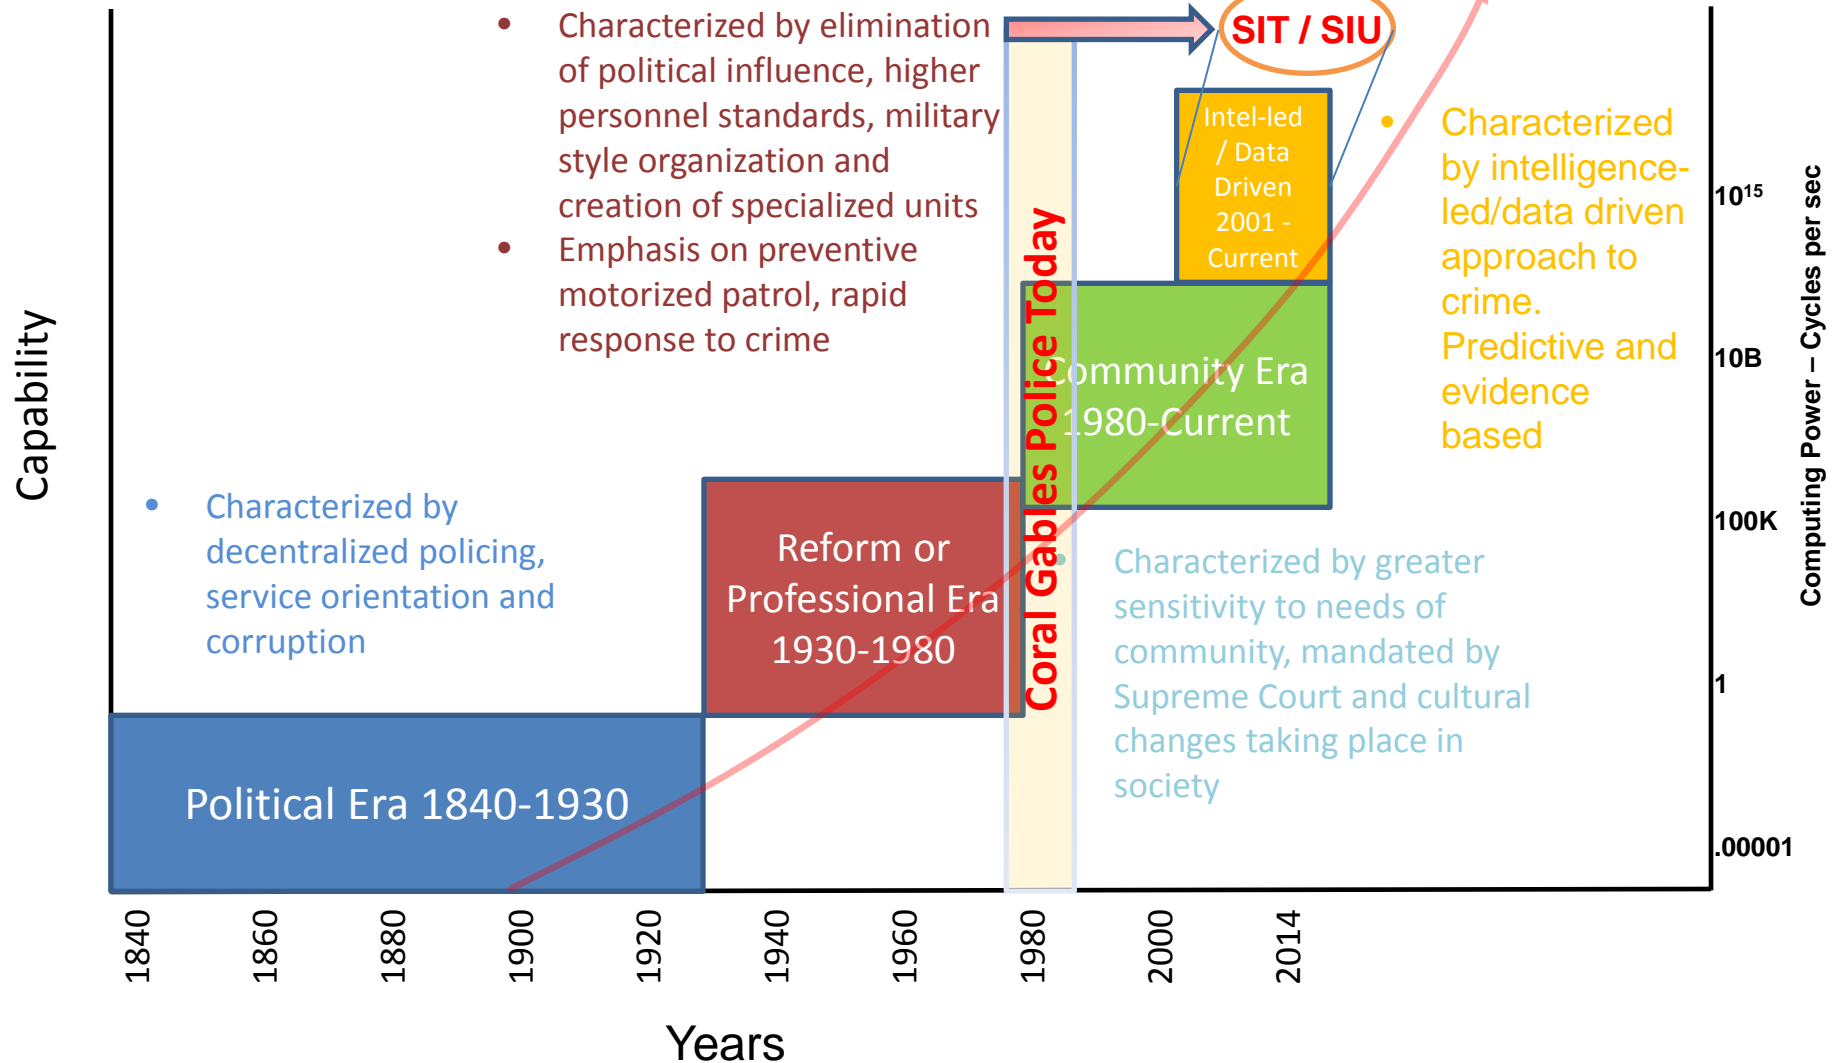 • Characterized by elimination
of political influence, higher
personnel standards, military
style organization and
creation of specialized units
• Emphasis on preventive
motorized patrol, rapid
response to crime
SIT / SIU
Intel-led
/ Data
Driven
2001 -
Current
• Characterized
by intelligence-
led/data driven
approach to
crime.
Predictive and
evidence
based
Capability
Coral Gables Police Today
Community Era
1980-Current
• Characterized by
decentralized policing,
service orientation and
corruption
Reform or
Professional Era
1930-1980
• Characterized by greater
sensitivity to needs of
community, mandated by
Supreme Court and cultural
changes taking place in
society
Political Era 1840-1930
10¹⁵
10B
100K
1
.00001
Computing Power – Cycles per sec
1840
1860
1880
1900
1920
1940
1960
1980
2000
2014
Years